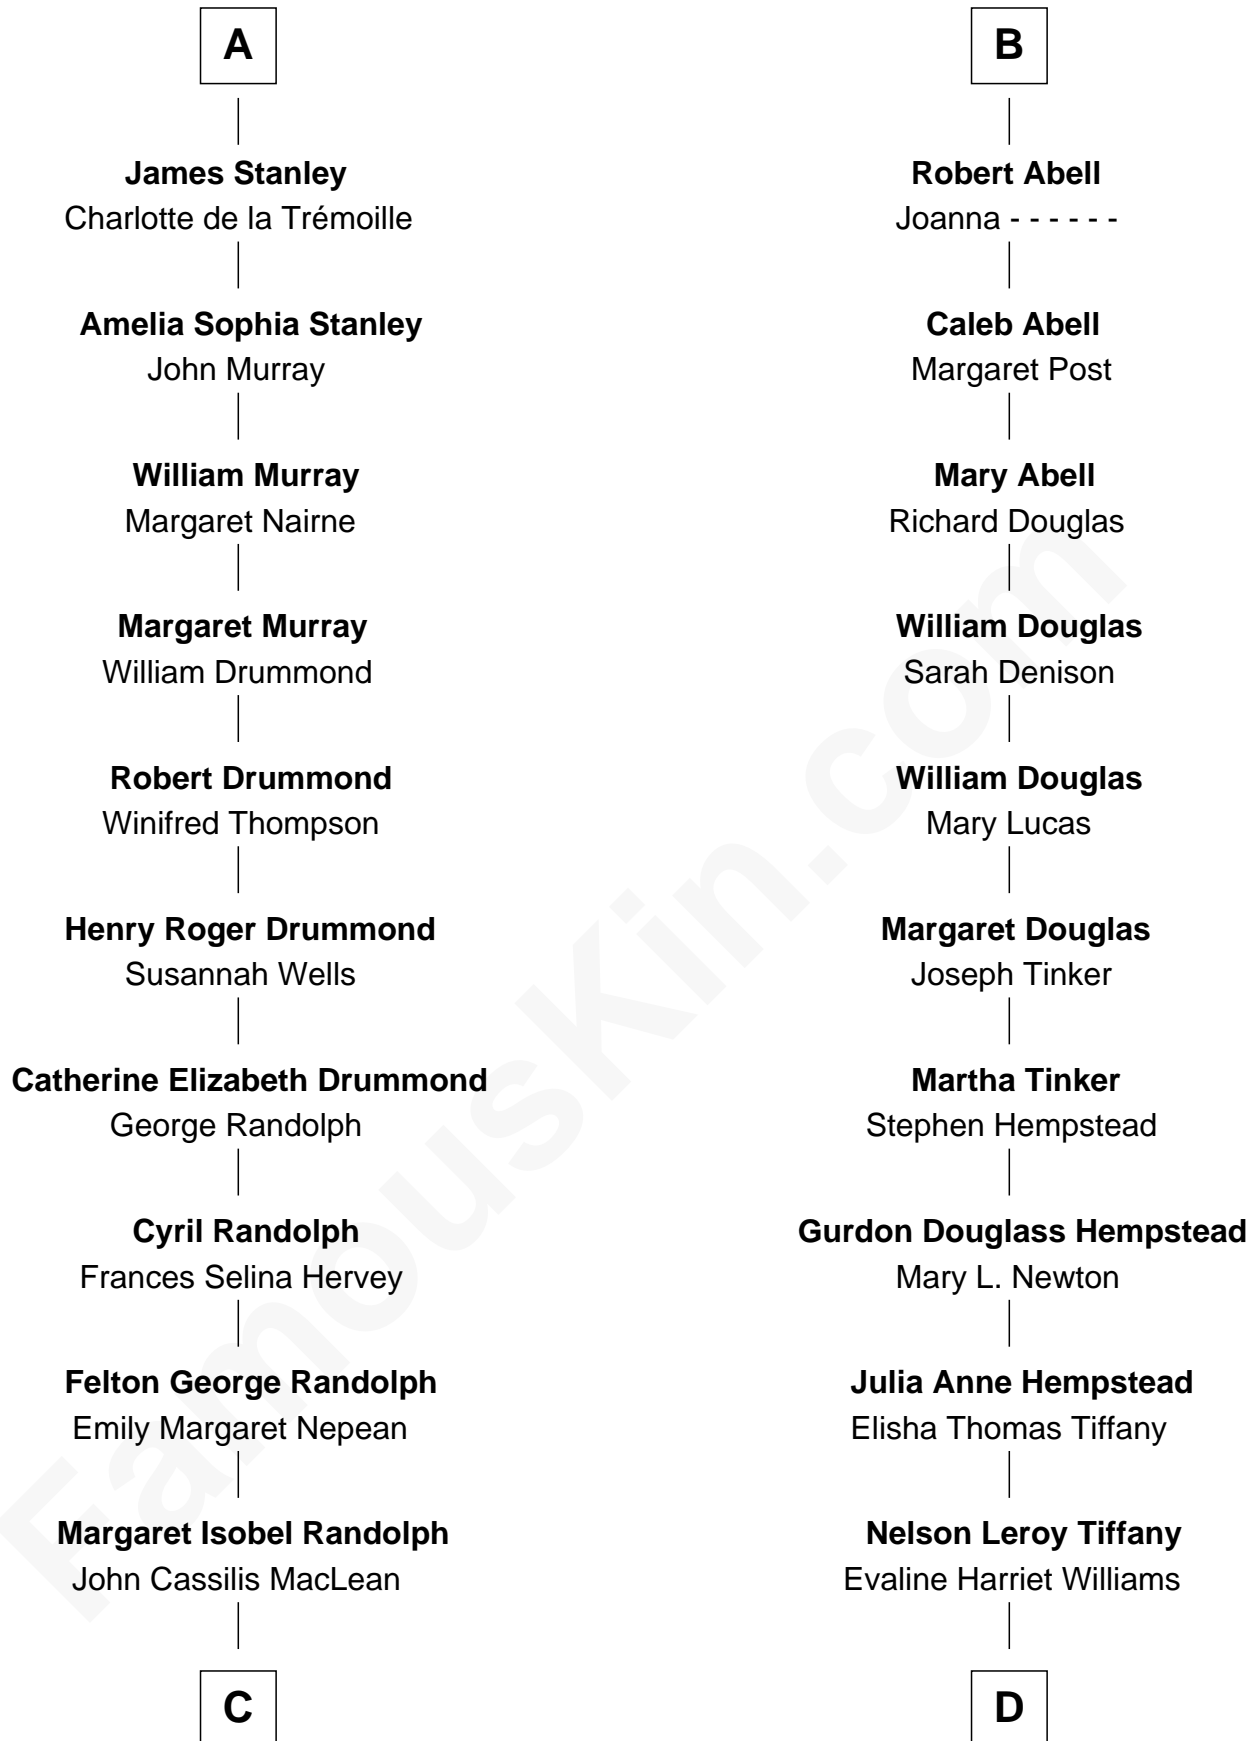 A
James Stanley
Charlotte de la Trémoille
Amelia Sophia Stanley
John Murray
William Murray
Margaret Nairne
Margaret Murray
William Drummond
Robert Drummond
Winifred Thompson
Henry Roger Drummond
Susannah Wells
Catherine Elizabeth Drummond
George Randolph
Cyril Randolph
Frances Selina Hervey
Felton George Randolph
Emily Margaret Nepean
Margaret Isobel Randolph
John Cassilis MacLean
C
B
Robert Abell
Joanna - - - - - -
Caleb Abell
Margaret Post
Mary Abell
Richard Douglas
William Douglas
Sarah Denison
William Douglas
Mary Lucas
Margaret Douglas
Joseph Tinker
Martha Tinker
Stephen Hempstead
Gurdon Douglass Hempstead
Mary L. Newton
Julia Anne Hempstead
Elisha Thomas Tiffany
Nelson Leroy Tiffany
Evaline Harriet Williams
D
FamousKin.com